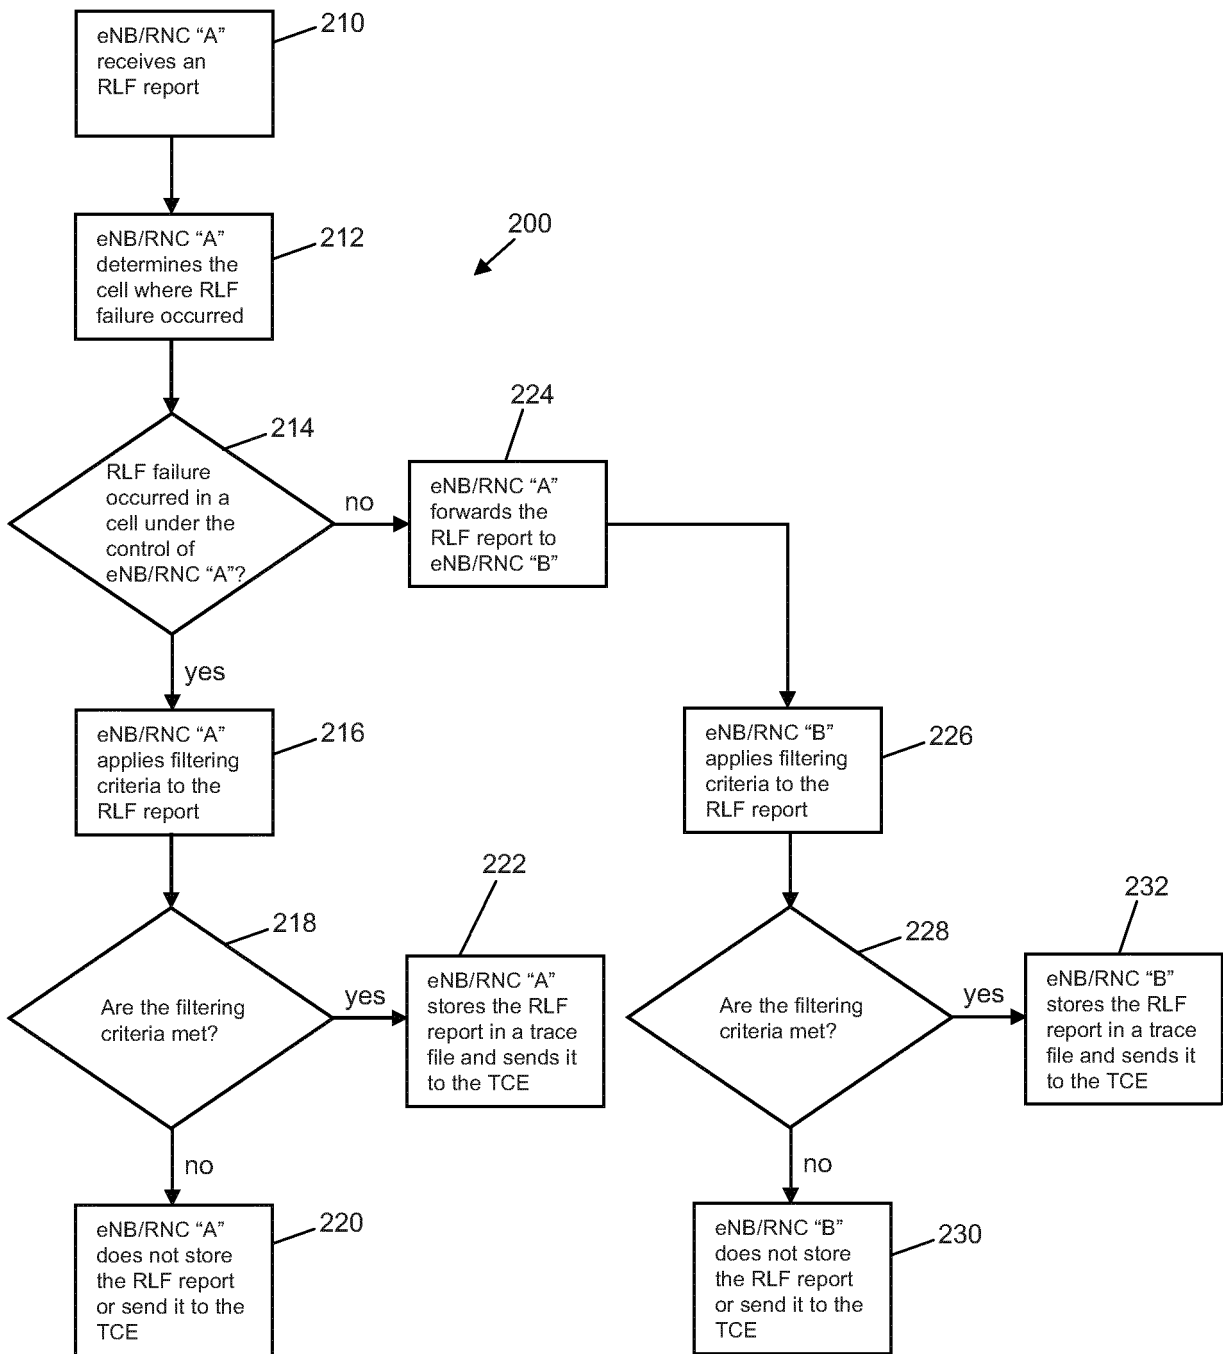 eNB/RNC “A”
receives an
RLF report
210
eNB/RNC “A”
determines the
cell where RLF
failure occurred
212
200
RLF failure
occurred in a
cell under the
control of
eNB/RNC “A”?
214
no
yes
eNB/RNC “A”
forwards the
RLF report to
eNB/RNC “B”
224
eNB/RNC “A”
applies filtering
criteria to the
RLF report
216
eNB/RNC “B”
applies filtering
criteria to the
RLF report
226
Are the filtering
criteria met?
218
yes
no
eNB/RNC “A”
stores the RLF
report in a trace
file and sends it
to the TCE
222
Are the filtering
criteria met?
228
yes
no
eNB/RNC “B”
stores the RLF
report in a trace
file and sends it
to the TCE
232
eNB/RNC “A”
does not store
the RLF report
or send it to the
TCE
220
eNB/RNC “B”
does not store
the RLF report
or send it to the
TCE
230